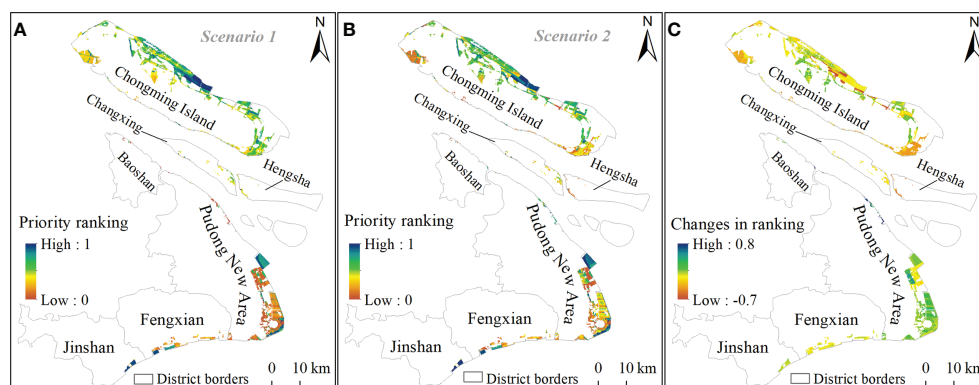 A
Scenario 1
N
Chongming Island
Changxing
Baoshan
Hengsha
Pudong New Area
Priority ranking
High : 1
Low : 0
Fengxian
Jinshan
District borders
0 10 km
B
Scenario 2
N
Chongming Island
Changxing
Baoshan
Hengsha
Pudong New Area
Priority ranking
High : 1
Low : 0
Fengxian
Jinshan
District borders
0 10 km
C
N
Chongming Island
Changxing
Baoshan
Hengsha
Pudong New Area
Changes in ranking
High : 0.8
Low : -0.7
Fengxian
Jinshan
District borders
0 10 km